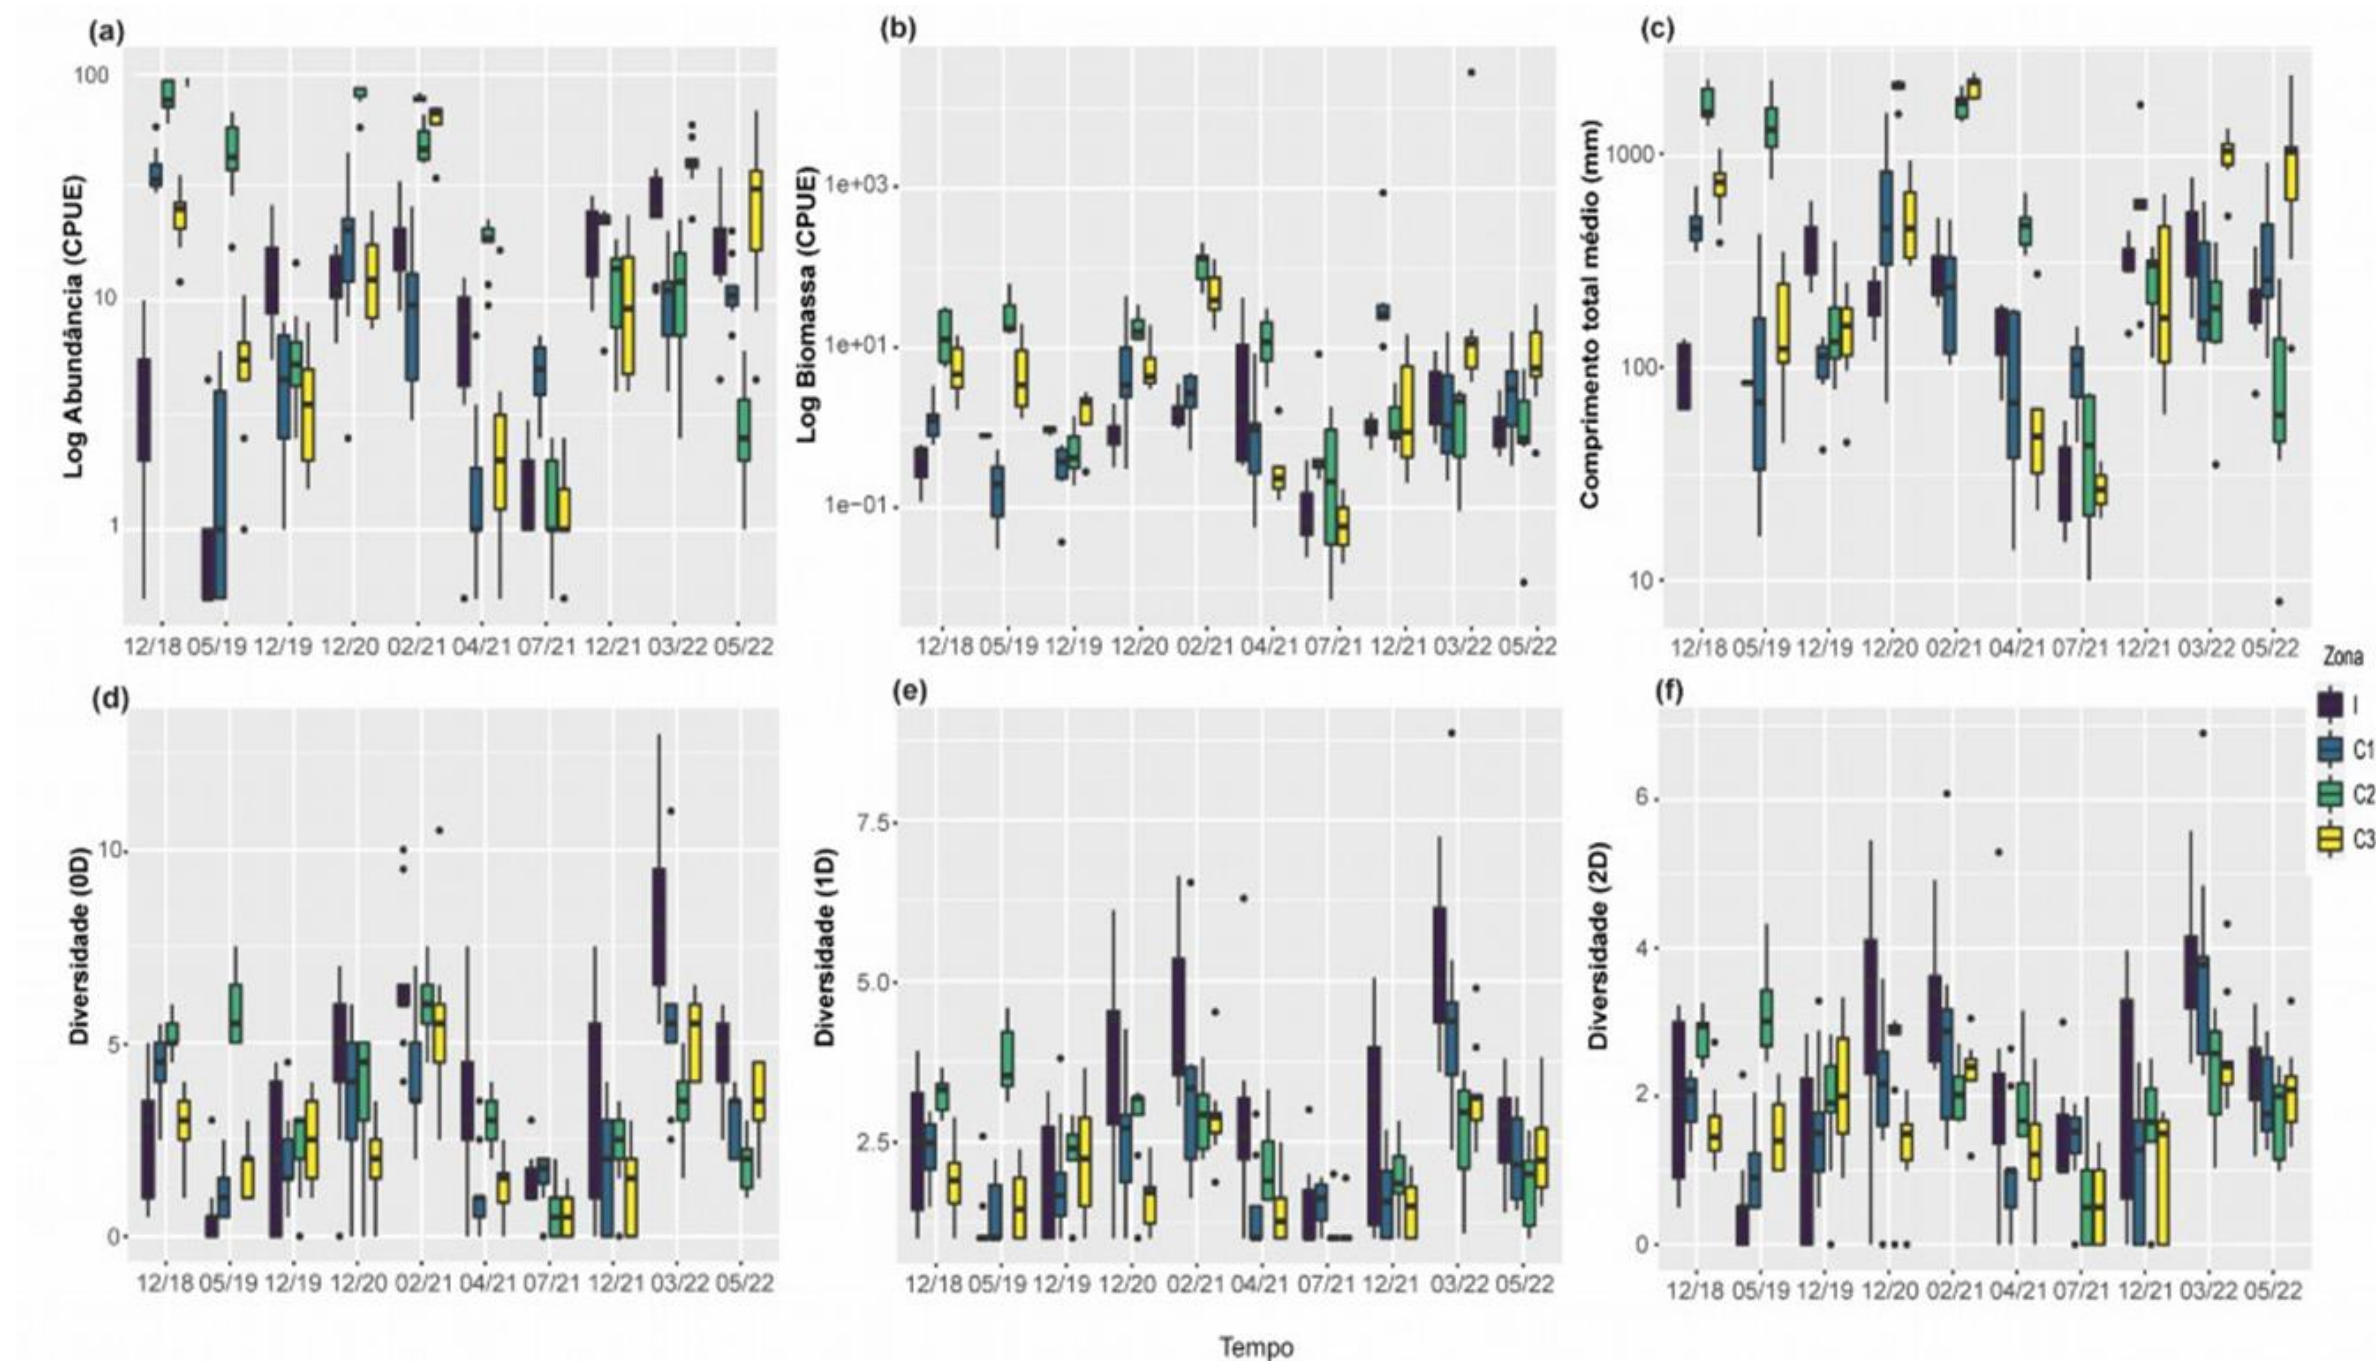 (a)
Log Abundância (CPUE)
100
10
1
12/18 05/19 12/19 12/20 02/21 04/21 07/21 12/21 03/22 05/22
(b)
Log Biomassa (CPUE)
1e+03
1e+01
1e−01
12/18 05/19 12/19 12/20 02/21 04/21 07/21 12/21 03/22 05/22
(c)
Comprimento total médio (mm)
1000
100
10
12/18 05/19 12/19 12/20 02/21 04/21 07/21 12/21 03/22 05/22
Zona
I
C1
C2
C3
(d)
Diversidade (0D)
10
5
0
12/18 05/19 12/19 12/20 02/21 04/21 07/21 12/21 03/22 05/22
(e)
Diversidade (1D)
7.5
5.0
2.5
12/18 05/19 12/19 12/20 02/21 04/21 07/21 12/21 03/22 05/22
(f)
Diversidade (2D)
6
4
2
0
12/18 05/19 12/19 12/20 02/21 04/21 07/21 12/21 03/22 05/22
Tempo